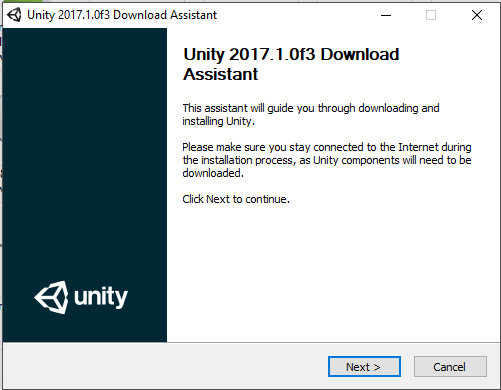 Unity 2017.1.0f3 Download Assistant
Unity 2017.1.0f3 Download
Assistant
This assistant will guide you through downloading and
installing Unity.
Please make sure you stay connected to the Internet during
the installation process, as Unity components will need to be
downloaded.
Click Next to continue.
unity
Next >
Cancel